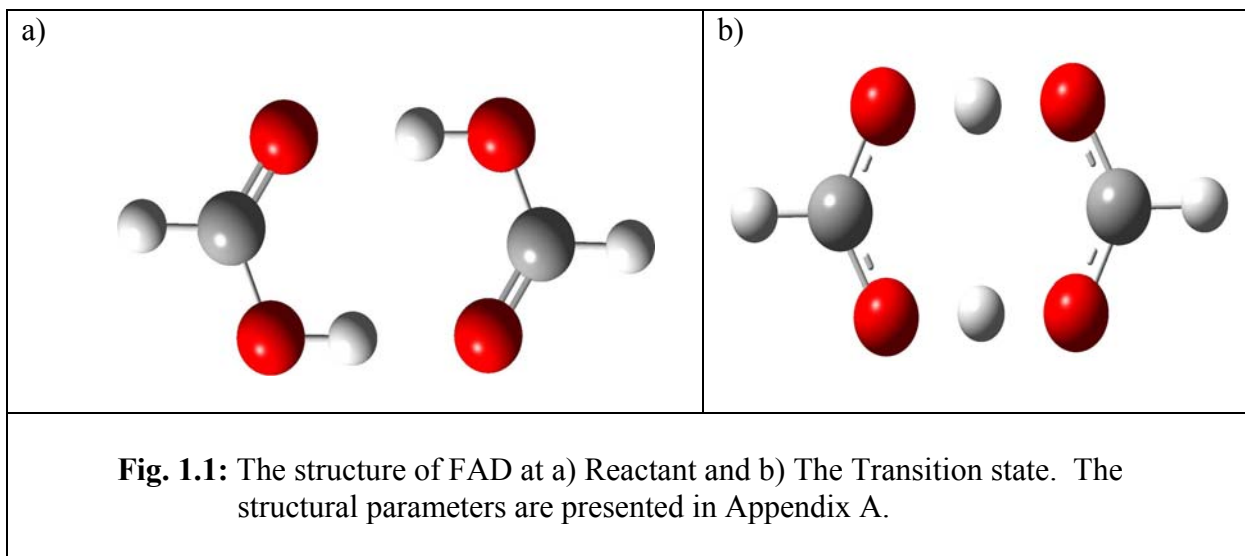 a)
b)
Fig. 1.1: The structure of FAD at a) Reactant and b) The Transition state. The
structural parameters are presented in Appendix A.